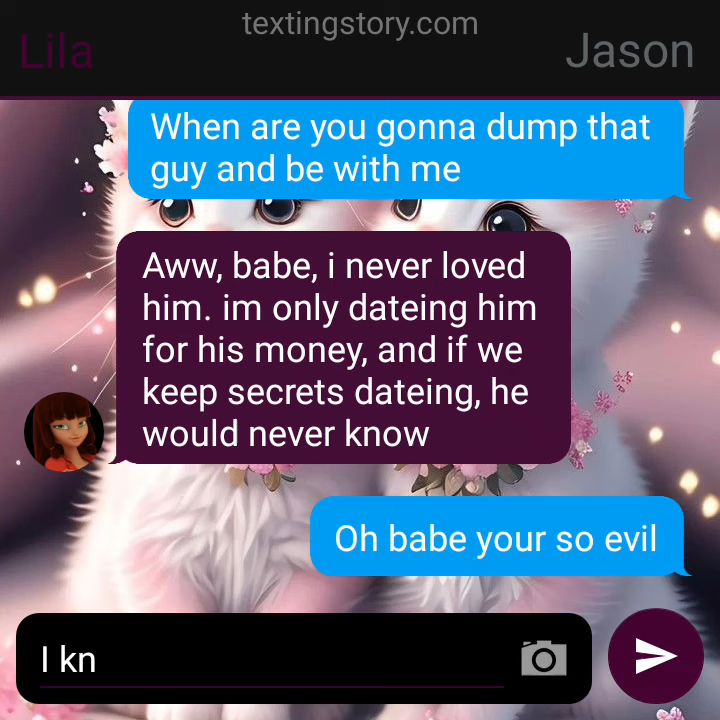 textingstory.com
Lila
Jason
When are you gonna dump that
guy and be with me
Aww, babe, i never loved
him. im only dateing him
for his money, and if we
keep secrets dateing, he
would never know
Oh babe your so evil
I kn